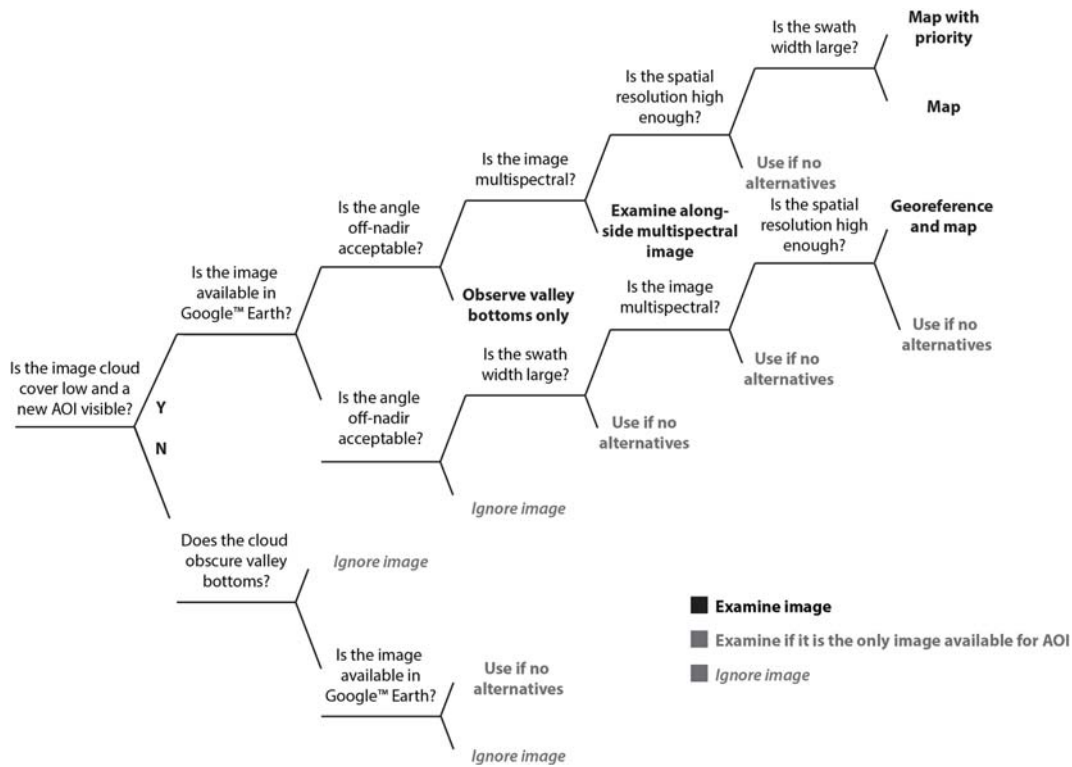 Is the swath
width large?
Map with
priority
Map
Is the spatial
resolution high
enough?
Use if no
alternatives
Is the image
multispectral?
Examine along-
side multispectral
image
Is the angle
off-nadir
acceptable?
Observe valley
bottoms only
Is the image
available in
Google™ Earth?
Is the image cloud
cover low and a
new AOI visible?
Y
N
Is the spatial
resolution high
enough?
Georeference
and map
Use if no
alternatives
Is the image
multispectral?
Use if no
alternatives
Is the swath
width large?
Use if no
alternatives
Is the angle
off-nadir
acceptable?
Ignore image
Does the cloud
obscure valley
bottoms?
Ignore image
Is the image
available in
Google™ Earth?
Use if no
alternatives
Ignore image
Examine image
Examine if it is the only image available for AOI
Ignore image